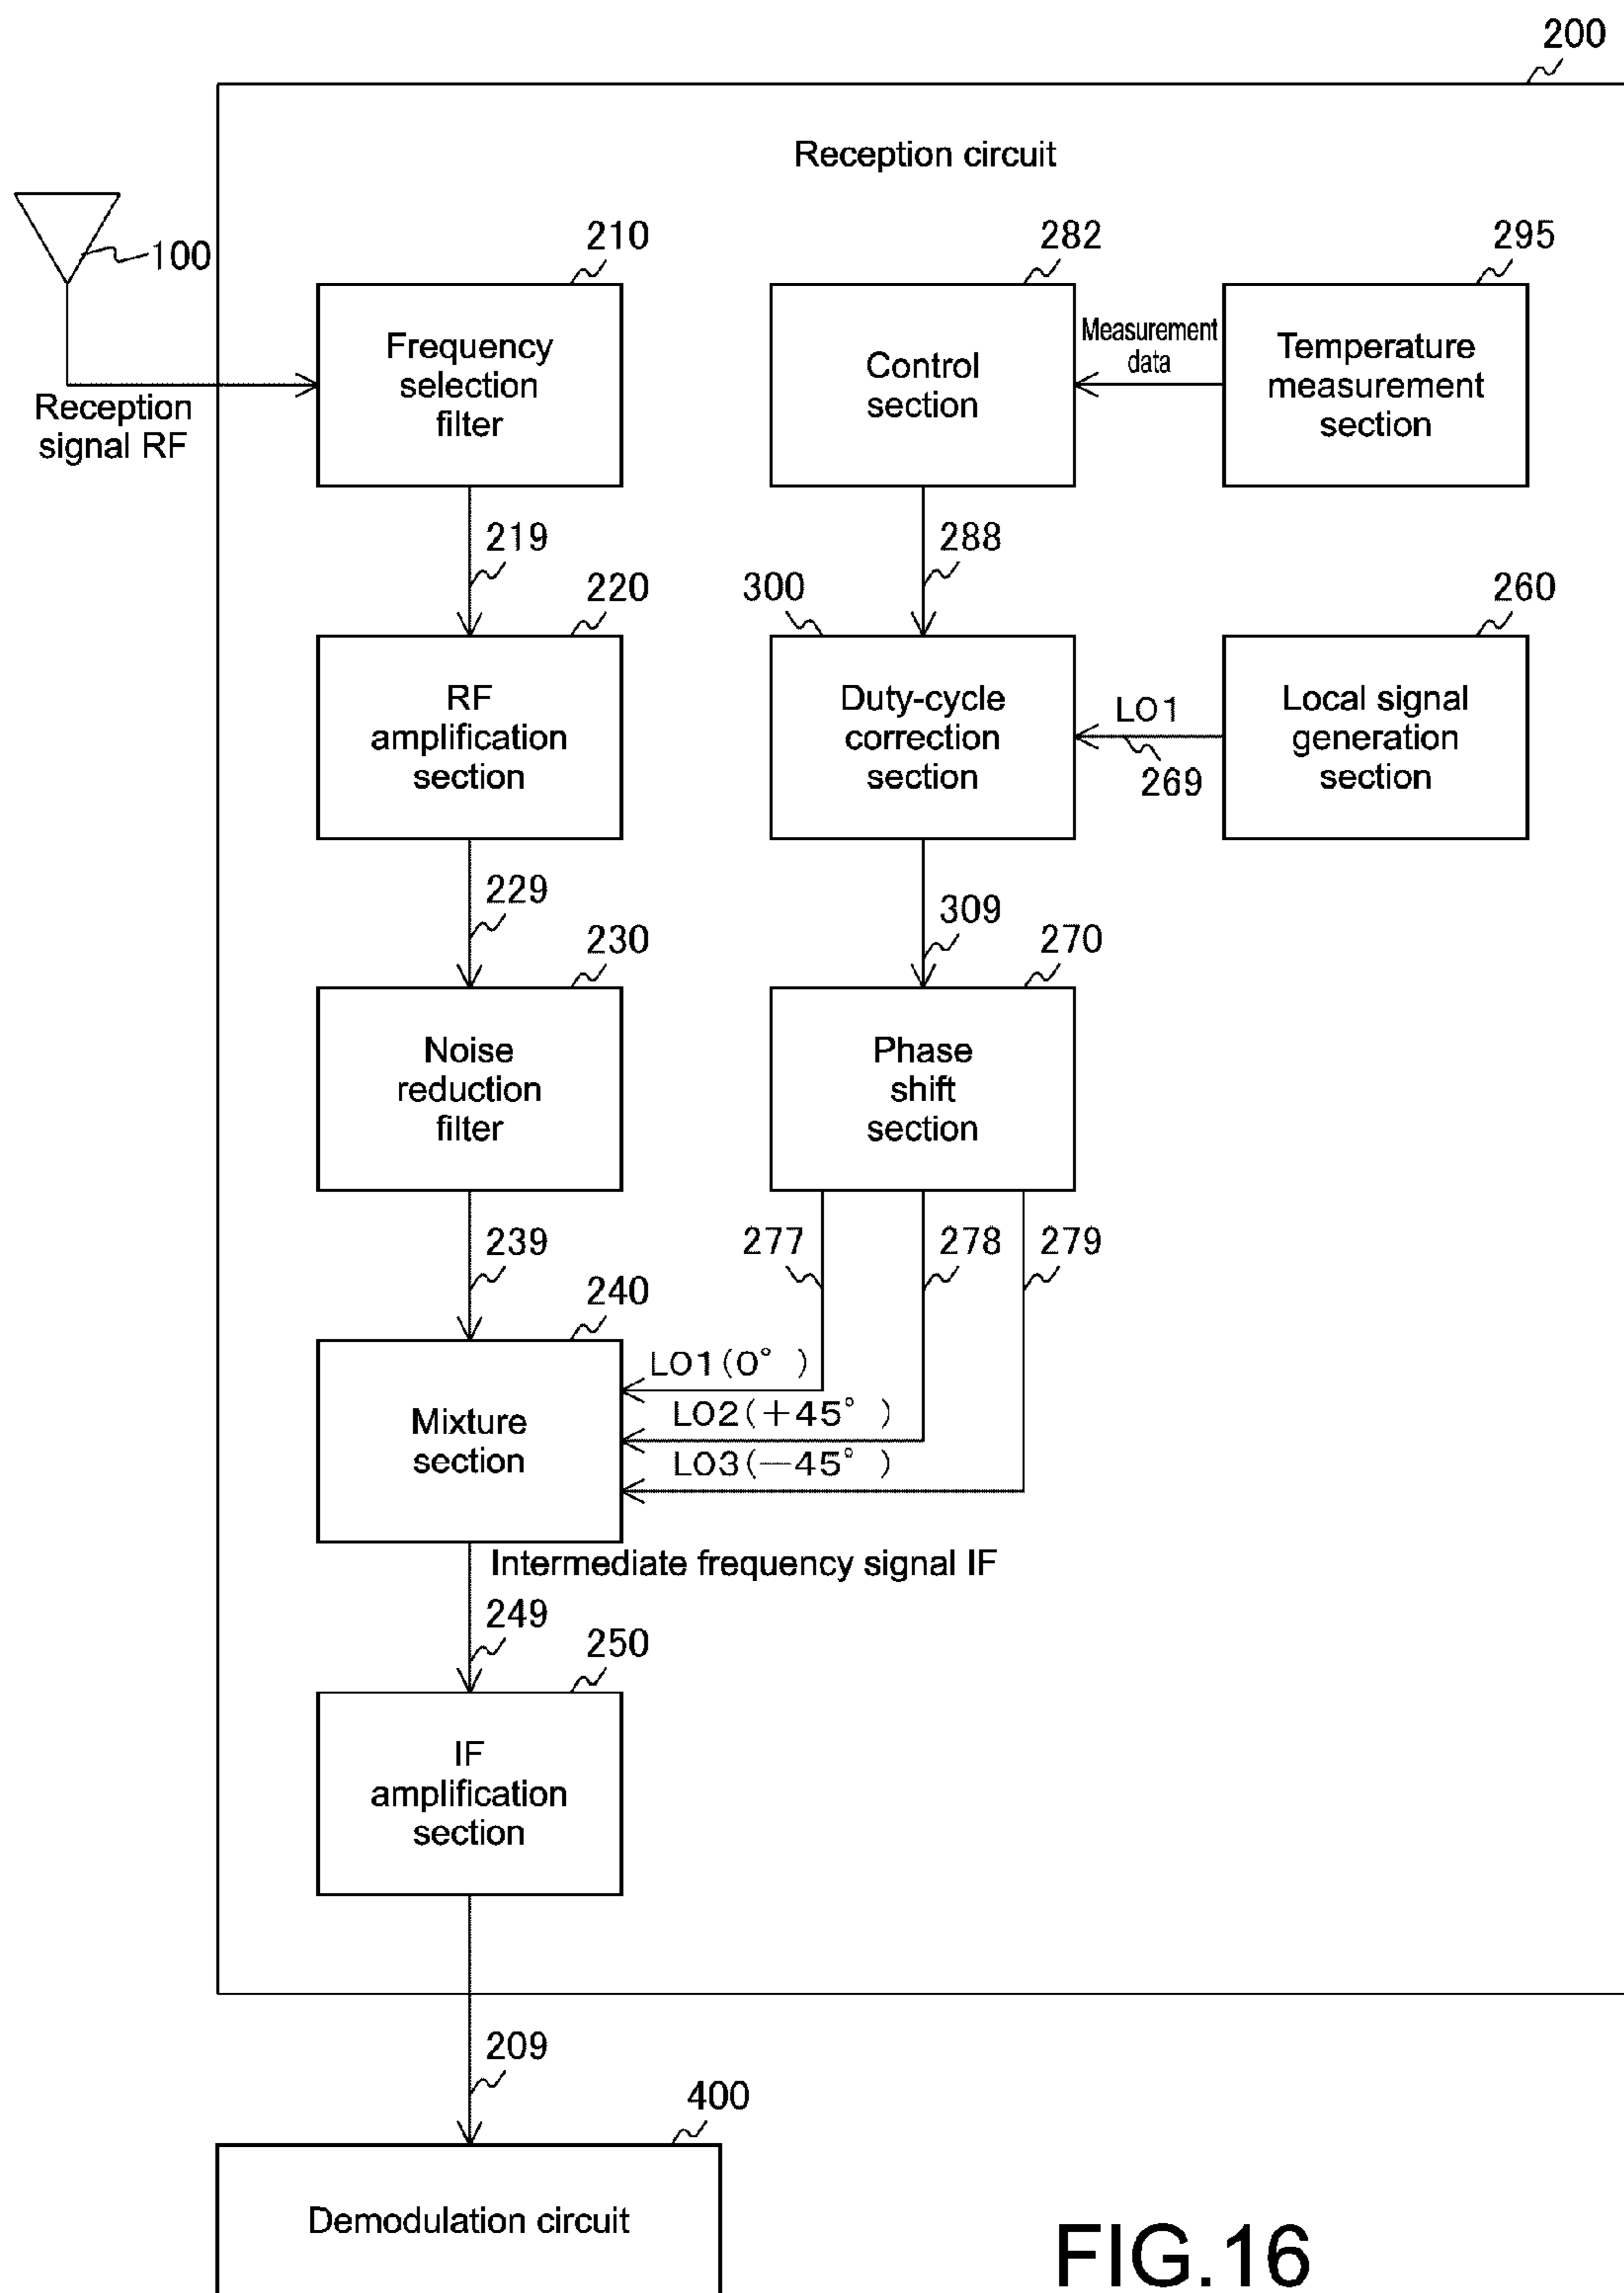 200
Reception circuit
100
210
282
295
Frequency
selection
filter
Control
section
Measurement
data
Temperature
measurement
section
Reception
signal RF
219
288
220
300
260
RF
amplification
section
Duty-cycle
correction
section
LO1
269
Local signal
generation
section
229
309
230
270
Noise
reduction
filter
Phase
shift
section
239
277
278
279
240
LO1(0° )
LO2(+45° )
LO3(−45° )
Mixture
section
Intermediate frequency signal IF
249
250
IF
amplification
section
209
400
Demodulation circuit
FIG.16